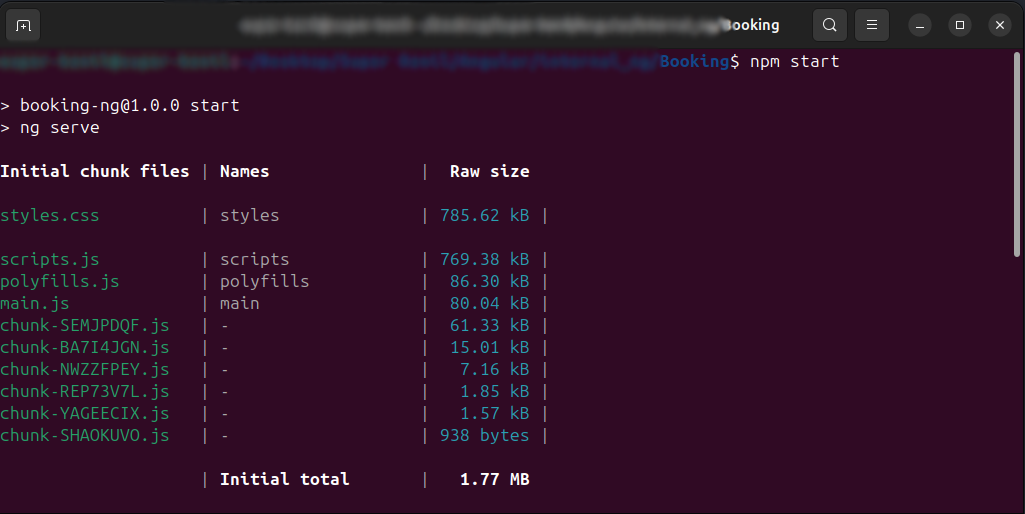 Booking
Booking$ npm start
> booking-ng@1.0.0 start
> ng serve
Initial chunk files | Names | Raw size
styles.css | styles | 785.62 kB |
scripts.js | scripts | 769.38 kB |
polyfills.js | polyfills | 86.30 kB |
main.js | main | 80.04 kB |
chunk-SEMJPDQF.js | - | 61.33 kB |
chunk-BA7I4JGN.js | - | 15.01 kB |
chunk-NWZZFPEY.js | - | 7.16 kB |
chunk-REP73V7L.js | - | 1.85 kB |
chunk-YAGEECIX.js | - | 1.57 kB |
chunk-SHAOKUVO.js | - | 938 bytes |
| Initial total | 1.77 MB